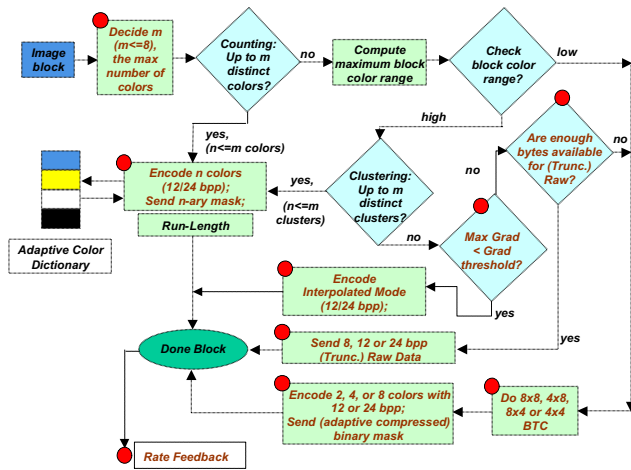 Image
block
Decide m
(m<=8),
the max
number of
colors
Counting:
Up to m
distinct
colors?
no
Compute
maximum block
color range
Check
block color
range?
low
high
yes,
(n<=m colors)
Encode n colors
(12/24 bpp);
Send n-ary mask;
Run-Length
Adaptive Color
Dictionary
yes,
(n<=m
clusters)
Clustering:
Up to m
distinct
clusters?
no
Max Grad
< Grad
threshold?
no
Are enough
bytes available
for (Trunc.)
Raw?
no
yes
Encode
Interpolated Mode
(12/24 bpp);
yes
Done Block
Send 8, 12 or 24 bpp
(Trunc.) Raw Data
Encode 2, 4, or 8 colors with
12 or 24 bpp;
Send (adaptive compressed)
binary mask
Do 8x8, 4x8,
8x4 or 4x4
BTC
Rate Feedback